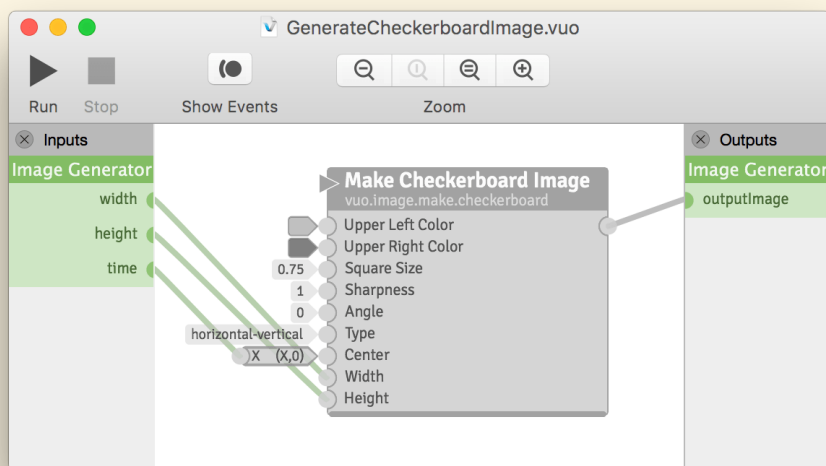 GenerateCheckerboardImage.vuo
Run
Stop
Show Events
Zoom
Inputs
Outputs
Image Generator
width
height
time
Make Checkerboard Image
vuo.image.make.checkerboard
Upper Left Color
Upper Right Color
0.75 Square Size
1 Sharpness
0 Angle
horizontal-vertical Type
X (X,0) Center
Width
Height
Image Generator
outputImage